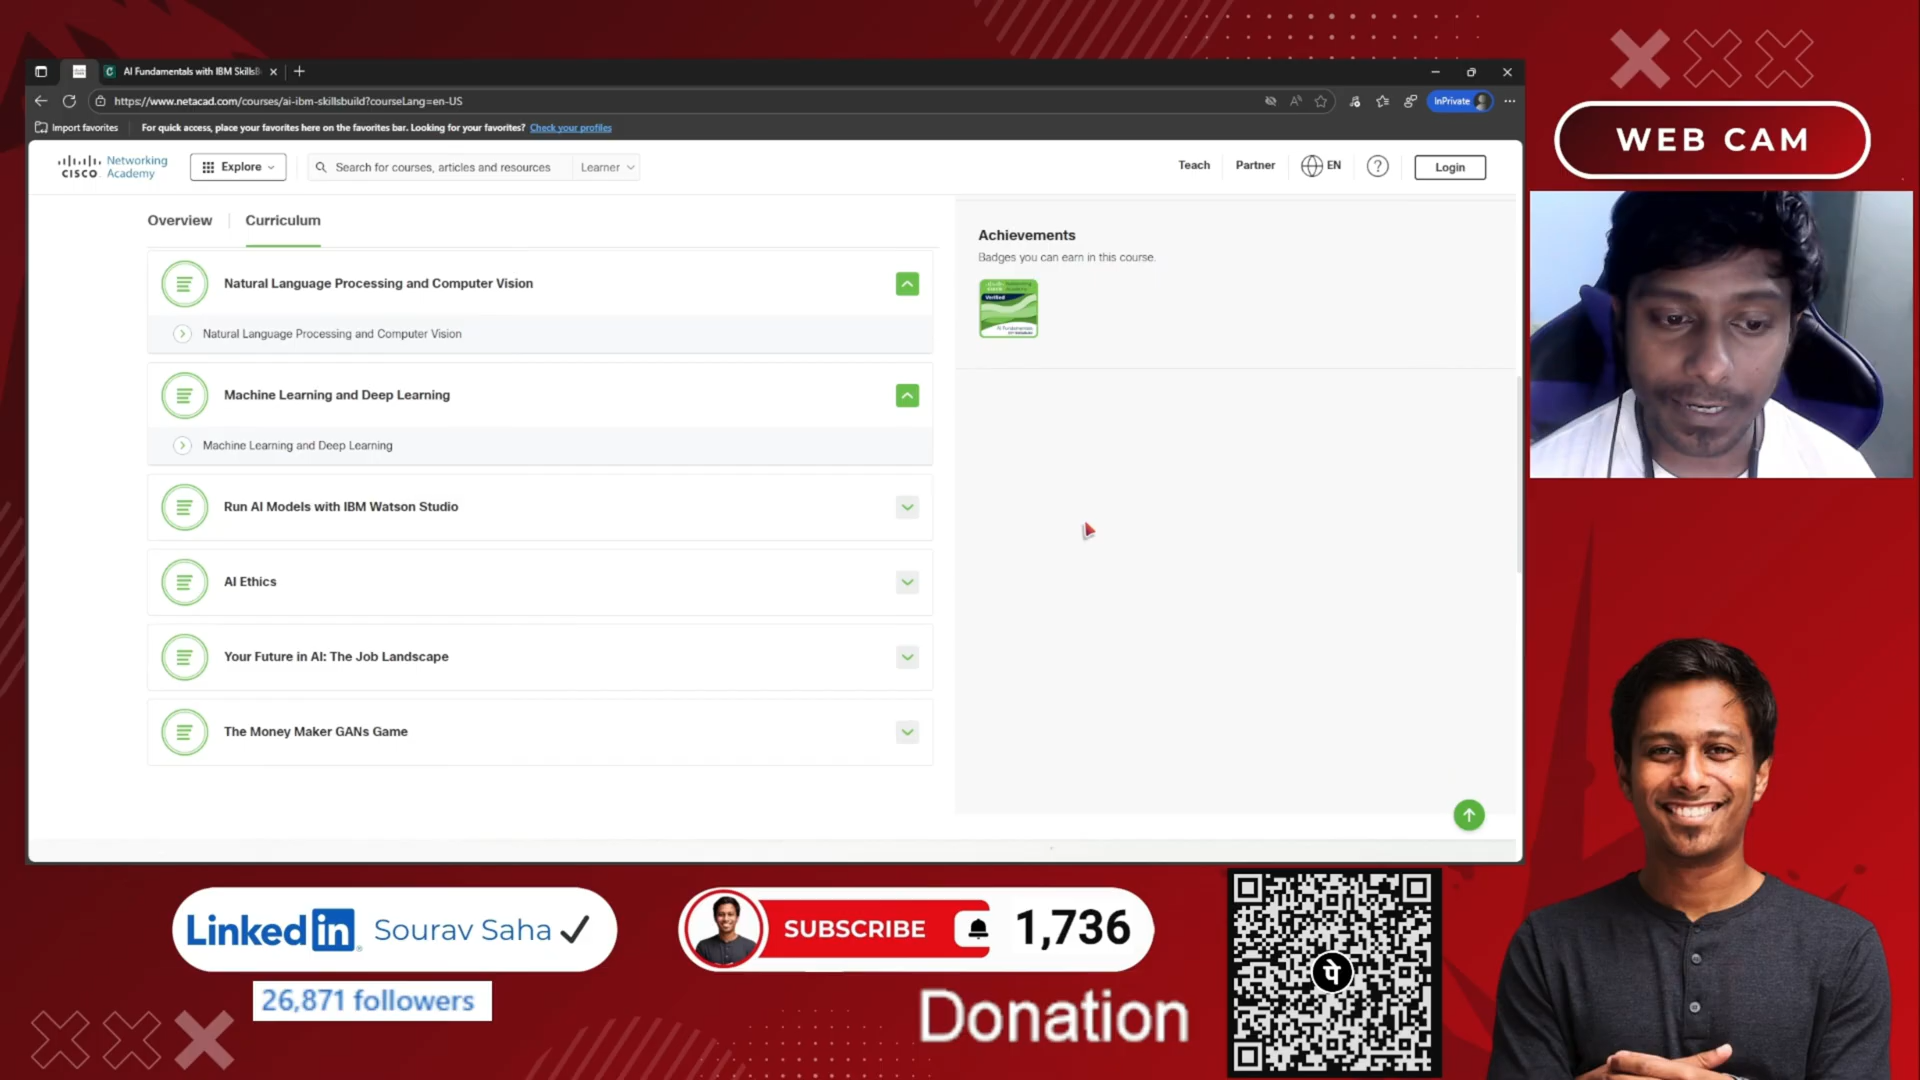 AI Fundamentals with IBM SkillsB
https://www.netacad.com/courses/ai-ibm-skillsbuild?courseLang=en-US
InPrivate
Import favorites
For quick access, place your favorites here on the favorites bar. Looking for your favorites? Check your profiles
CISCO Networking Academy
Explore
Search for courses, articles and resources
Learner
Teach
Partner
EN
?
Login
Overview
Curriculum
Natural Language Processing and Computer Vision
Natural Language Processing and Computer Vision
Machine Learning and Deep Learning
Machine Learning and Deep Learning
Run AI Models with IBM Watson Studio
AI Ethics
Your Future in AI: The Job Landscape
The Money Maker GANs Game
Achievements
Badges you can earn in this course.
Verified
AI Fundamentals
WEB CAM
LinkedIn Sourav Saha
26,871 followers
SUBSCRIBE
1,736
Donation
पे